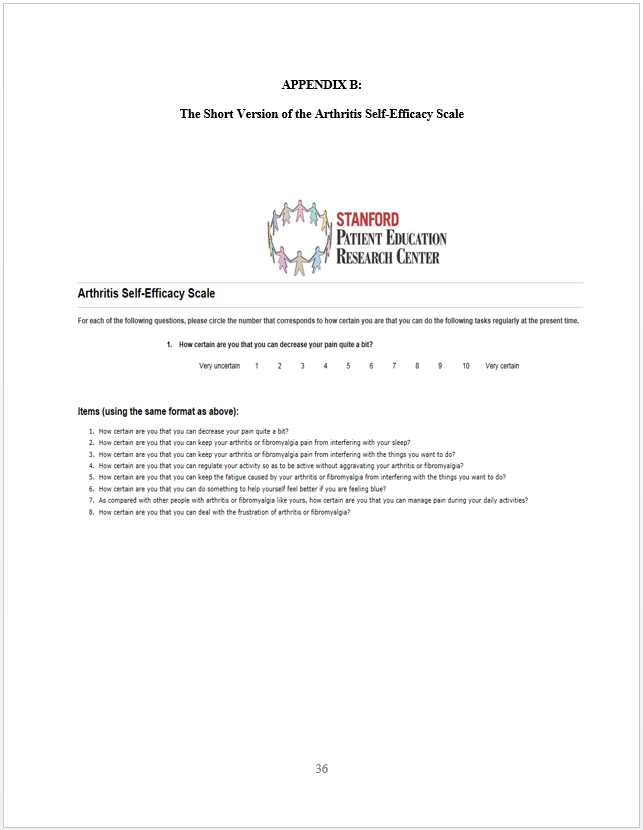 APPENDIX B:
The Short Version of the Arthritis Self-Efficacy Scale
STANFORD
PATIENT EDUCATION
RESEARCH CENTER
Arthritis Self-Efficacy Scale
For each of the following questions, please circle the number that corresponds to how certain you are that you can do the following tasks regularly at the present time.
1. How certain are you that you can decrease your pain quite a bit?
Very uncertain 1 2 3 4 5 6 7 8 9 10 Very certain
Items (using the same format as above):
1. How certain are you that you can decrease your pain quite a bit?
2. How certain are you that you can keep your arthritis or fibromyalgia pain from interfering with your sleep?
3. How certain are you that you can keep your arthritis or fibromyalgia pain from interfering with the things you want to do?
4. How certain are you that you can regulate your activity so as to be active without aggravating your arthritis or fibromyalgia?
5. How certain are you that you can keep the fatigue caused by your arthritis or fibromyalgia from interfering with the things you want to do?
6. How certain are you that you can do something to help yourself feel better if you are feeling blue?
7. As compared with other people with arthritis or fibromyalgia like yours, how certain are you that you can manage pain during your daily activities?
8. How certain are you that you can deal with the frustration of arthritis or fibromyalgia?
36